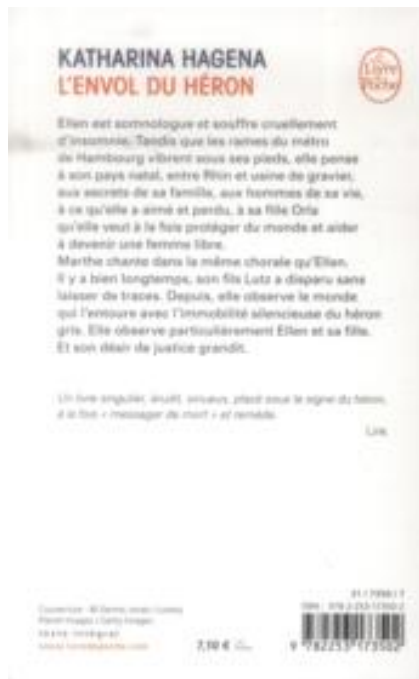 KATHARINA HAGENA
L'ENVOL DU HÉRON
Le Livre de Poche
Ellen est somnologue et souffre cruellement
d'insomnie. Tandis que les rames du métro
de Hambourg vibrent sous ses pieds, elle pense
à son pays natal, entre Rhin et usine de gravier,
aux secrets de sa famille, aux hommes de sa vie,
à ce qu'elle a aimé et perdu, à sa fille Orla
qu'elle veut à la fois protéger du monde et aider
à devenir une femme libre.
Marthe chante dans la même chorale qu'Ellen.
Il y a bien longtemps, son fils Lutz a disparu sans
laisser de traces. Depuis, elle observe le monde
qui l'entoure avec l'immobilité silencieuse du héron
gris. Elle observe particulièrement Ellen et sa fille.
Et son désir de justice grandit.
Un livre singulier, érudit, sinueux, placé sous le signe du héron,
à la fois « messager de mort » et remède.
Lire.
Couverture :
texte intégral
7,10 €
9 782253 173502